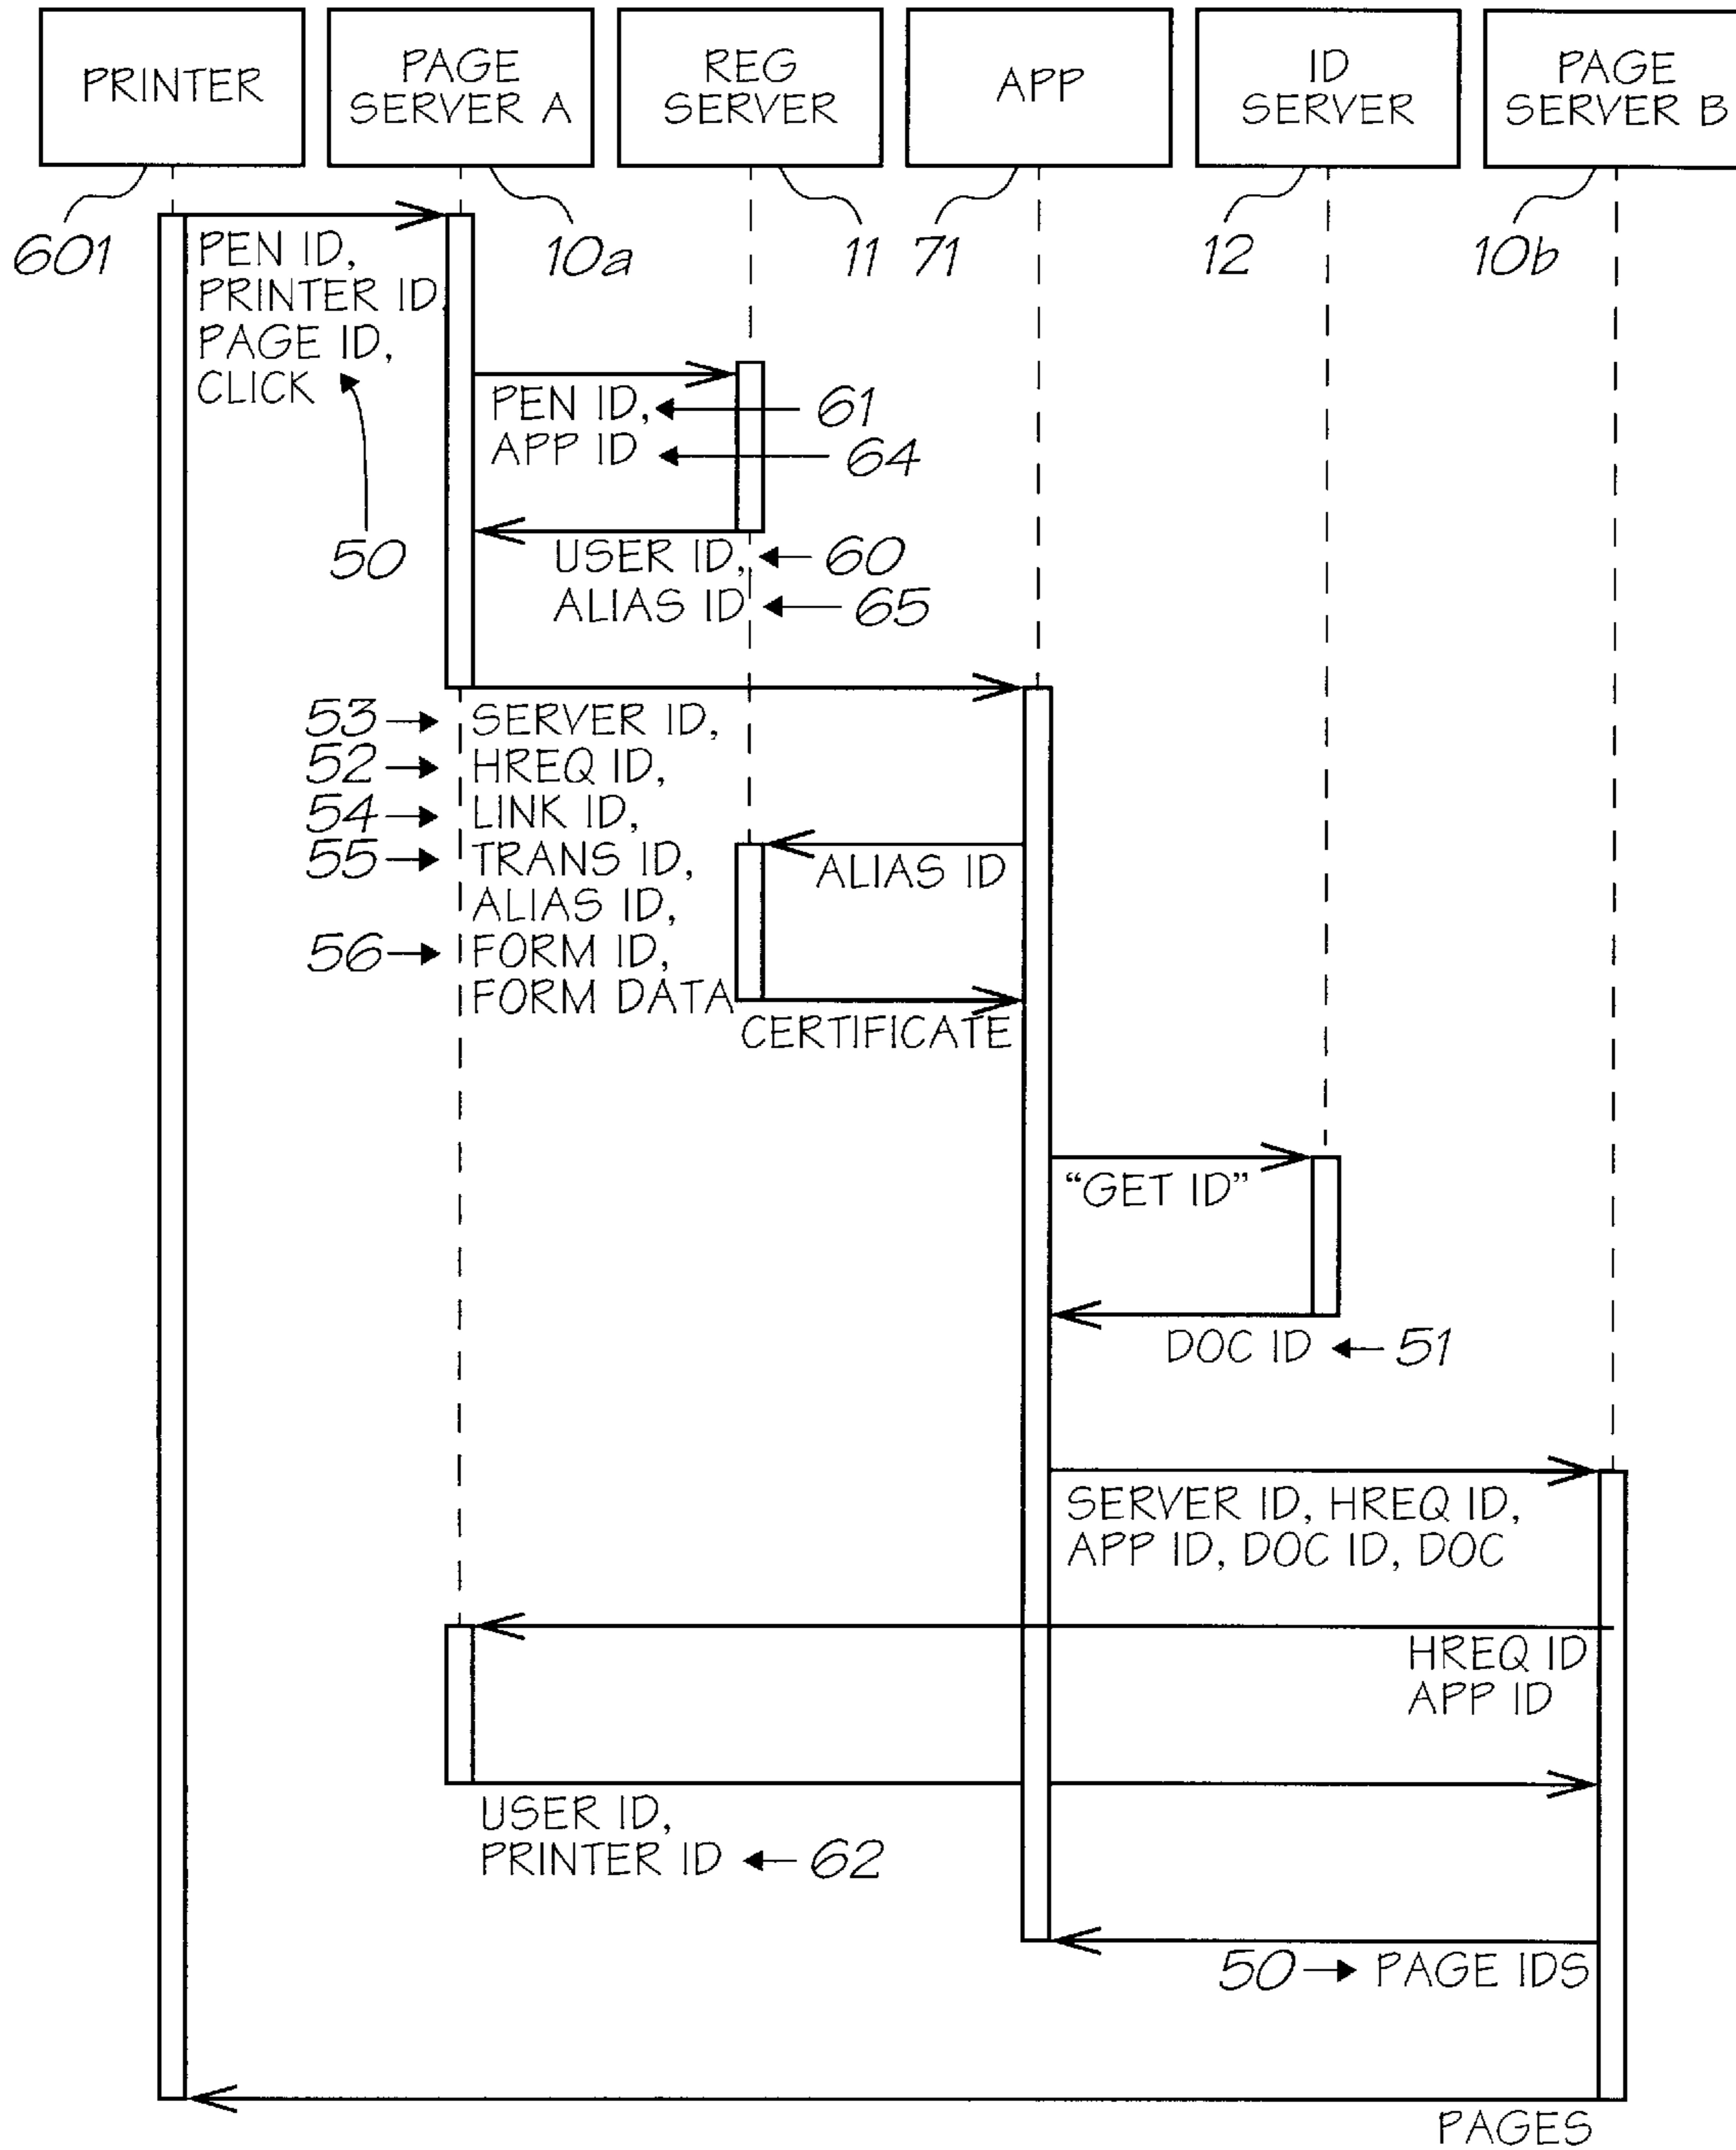 PRINTER
PAGE
SERVER A
REG
SERVER
APP
ID
SERVER
PAGE
SERVER B
601
10a
11
71
12
10b
PEN ID,
PRINTER ID,
PAGE ID,
CLICK
50
PEN ID,
61
APP ID
64
USER ID,
60
ALIAS ID
65
53
SERVER ID,
52
HREQ ID,
54
LINK ID,
55
TRANS ID,
ALIAS ID,
56
FORM ID,
FORM DATA
ALIAS ID
CERTIFICATE
“GET ID”
DOC ID
51
SERVER ID, HREQ ID,
APP ID, DOC ID, DOC
HREQ ID
APP ID
USER ID,
PRINTER ID
62
50
PAGE IDS
PAGES